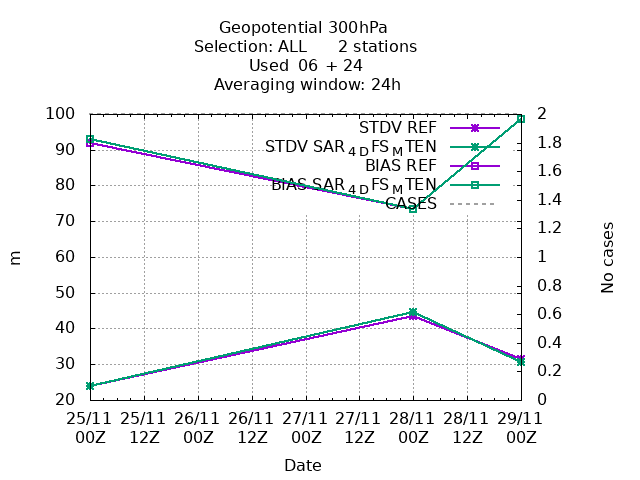 Geopotential 300hPa
Selection: ALL 2 stations
Used 06 + 24
Averaging window: 24h
100 2
STDV REF
STDV SAR4DFSMTEN
90 1.8
BIAS REF
1.6
80 BIAS SAR4DFSMTEN
1.4
CASES
70 1.2
60 1
50 0.8
40 0.6
0.4
30 0.2
20 0
m
No cases
25/11 25/11 26/11 26/11 27/11 27/11 28/11 28/11 29/11
00Z 12Z 00Z 12Z 00Z 12Z 00Z 12Z 00Z
Date